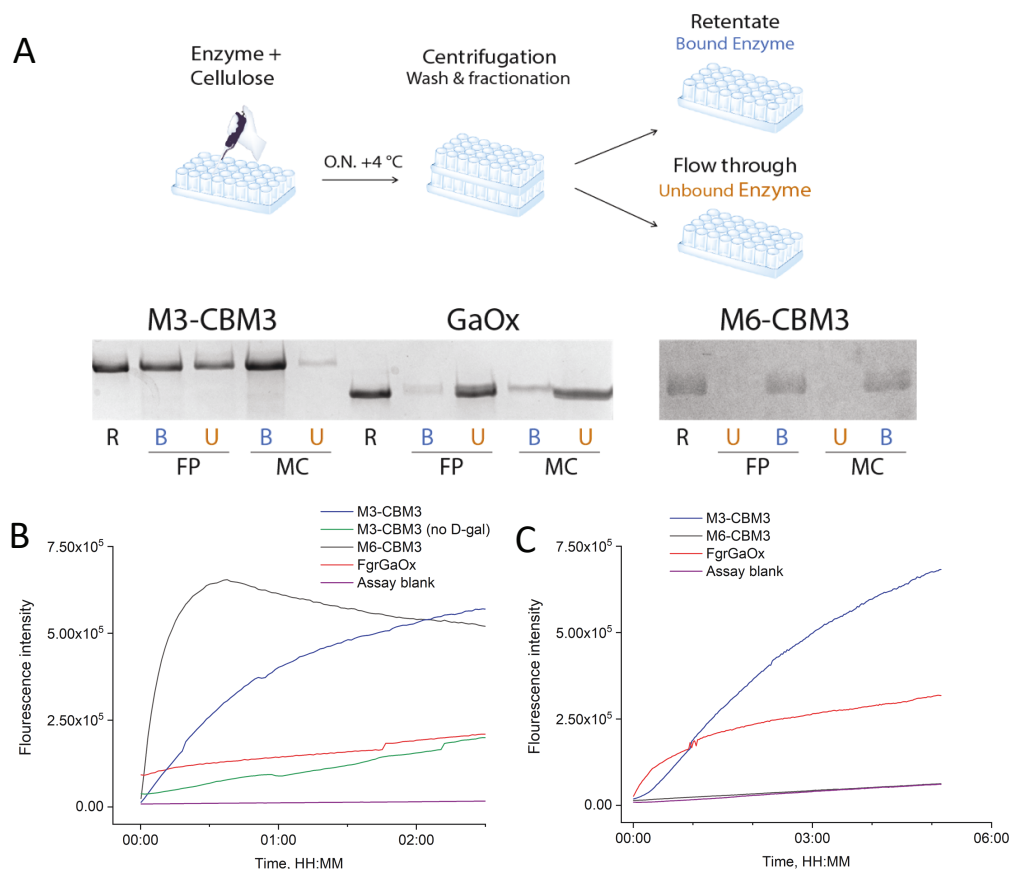 A
Enzyme +
Cellulose
O.N. +4 °C
Centrifugation
Wash & fractionation
Retentate
Bound Enzyme
Flow through
Unbound Enzyme
M3-CBM3
GaOx
M6-CBM3
R B U B U R B U B U R U B U B
FP MC FP MC FP MC
B
M3-CBM3
M3-CBM3 (no D-gal)
M6-CBM3
FgrGaOx
Assay blank
7.50x10⁵
5.00x10⁵
2.50x10⁵
0.00
Flourescence intensity
00:00 01:00 02:00
Time, HH:MM
C
M3-CBM3
M6-CBM3
FgrGaOx
Assay blank
7.50x10⁵
5.00x10⁵
2.50x10⁵
0.00
Flourescence intensity
00:00 03:00 06:00
Time, HH:MM